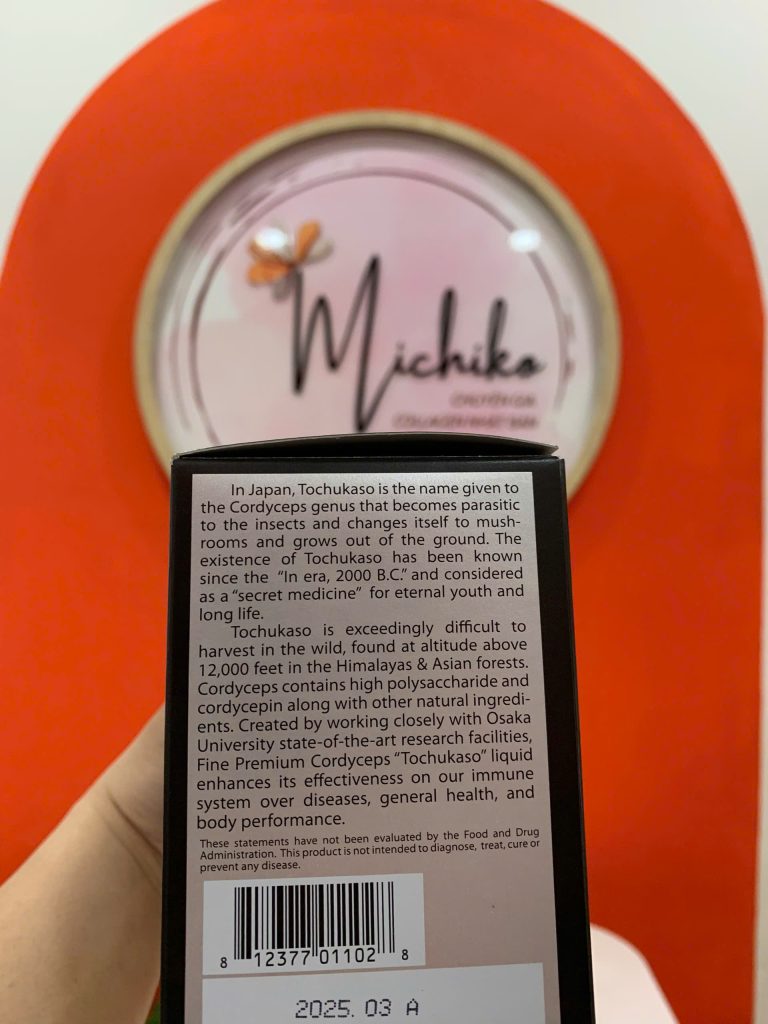 Michiko
CHUYÊN GIA
COLLAGEN NHẬT BẢN
In Japan, Tochukaso is the name given to
the Cordyceps genus that becomes parasitic
to the insects and changes itself to mush-
rooms and grows out of the ground. The
existence of Tochukaso has been known
since the "In era, 2000 B.C." and considered
as a "secret medicine" for eternal youth and
long life.
Tochukaso is exceedingly difficult to
harvest in the wild, found at altitude above
12,000 feet in the Himalayas & Asian forests.
Cordyceps contains high polysaccharide and
cordycepin along with other natural ingredi-
ents. Created by working closely with Osaka
University state-of-the-art research facilities,
Fine Premium Cordyceps "Tochukaso" liquid
enhances its effectiveness on our immune
system over diseases, general health, and
body performance.
These statements have not been evaluated by the Food and Drug
Administration. This product is not intended to diagnose, treat, cure or
prevent any disease.
8 12377 01102 8
2025. 03 A